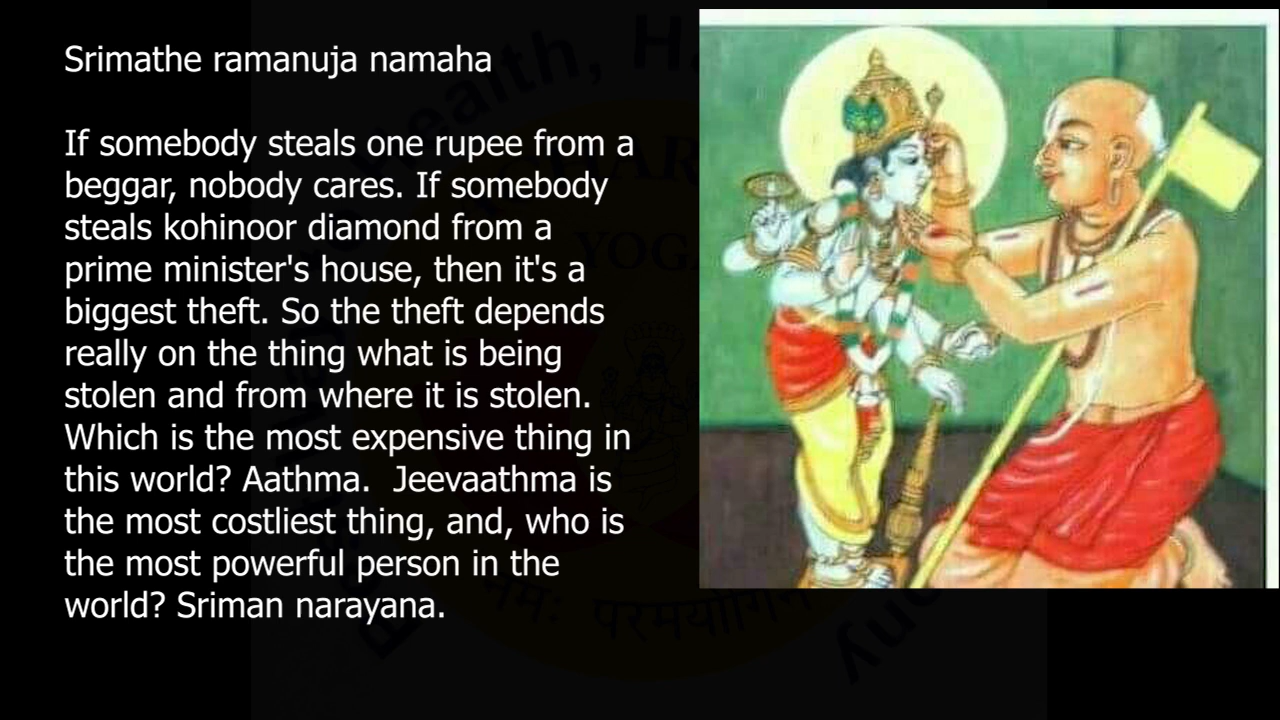 Srimathe ramanuja namaha
If somebody steals one rupee from a
beggar, nobody cares. If somebody
steals kohinoor diamond from a
prime minister's house, then it's a
biggest theft. So the theft depends
really on the thing what is being
stolen and from where it is stolen.
Which is the most expensive thing in
this world? Aathma.  Jeevaathma is
the most costliest thing, and, who is
the most powerful person in the
world? Sriman narayana.